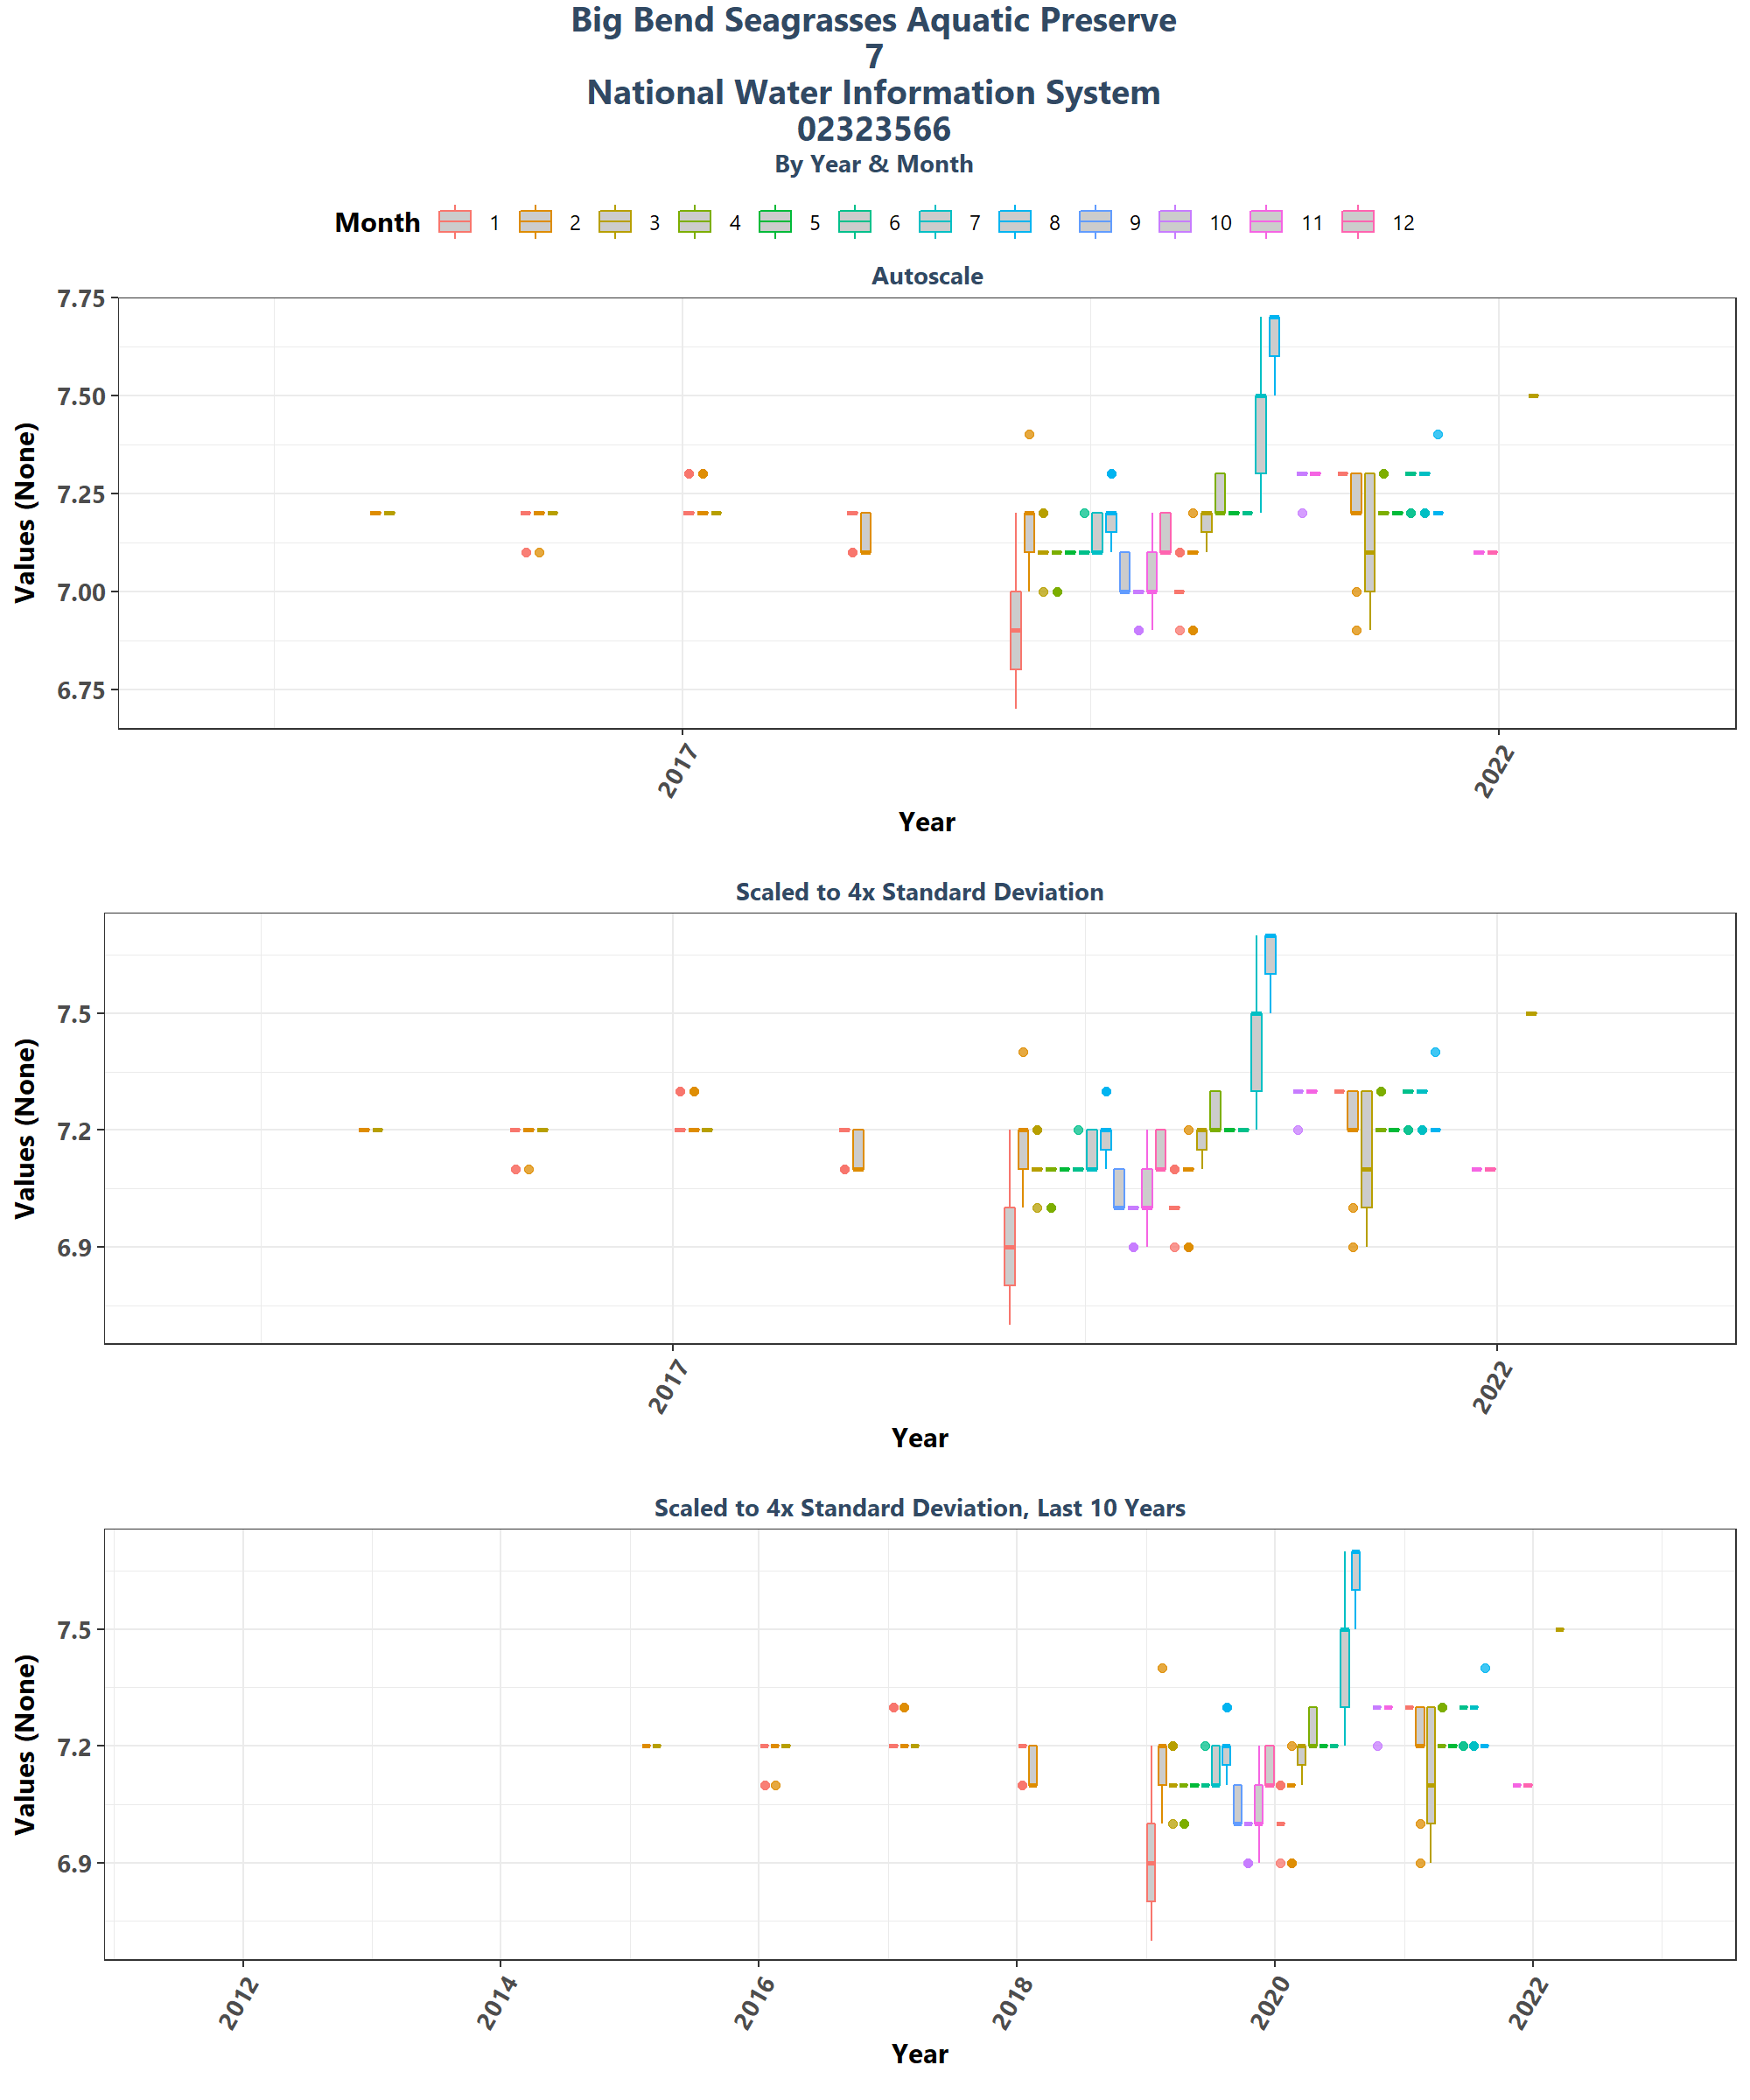 Big Bend Seagrasses Aquatic Preserve
7
National Water Information System
02323566
By Year & Month
Month 1 2 3 4 5 6 7 8 9 10 11 12
Autoscale
Values (None)
7.75
7.50
7.25
7.00
6.75
2017 2022
Year
Scaled to 4x Standard Deviation
Values (None)
7.5
7.2
6.9
2017 2022
Year
Scaled to 4x Standard Deviation, Last 10 Years
Values (None)
7.5
7.2
6.9
2012 2014 2016 2018 2020 2022
Year